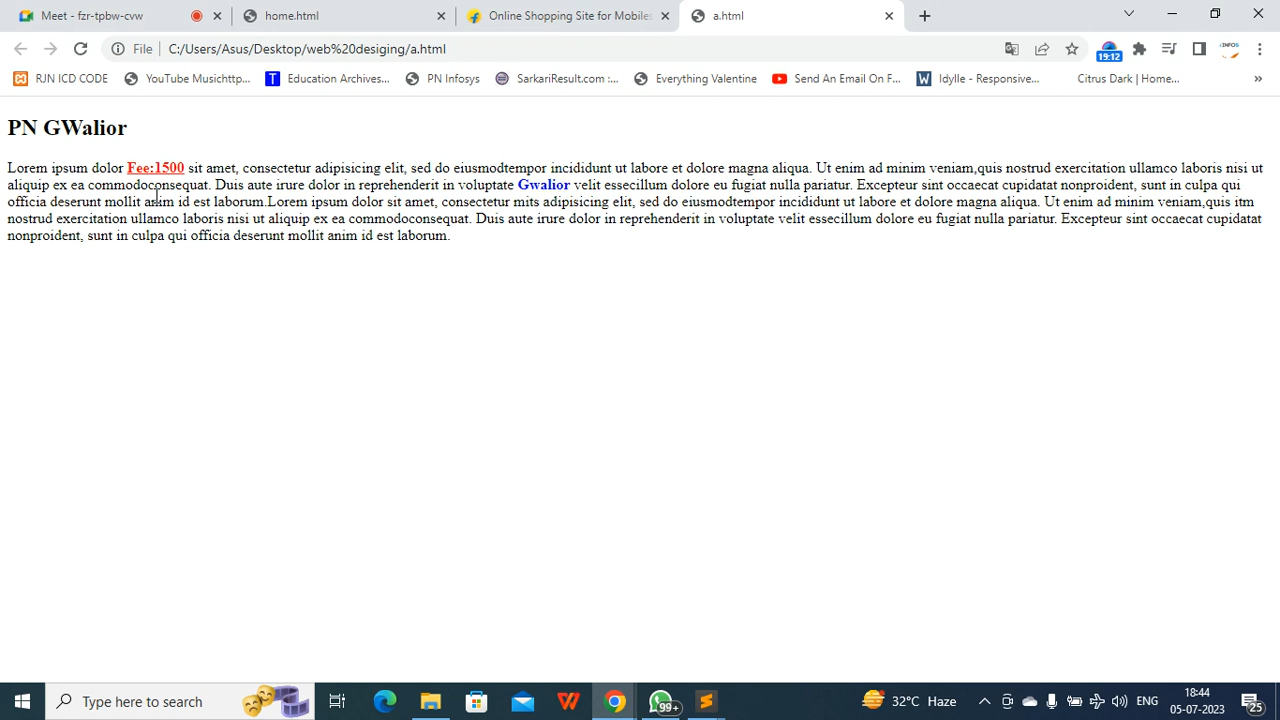 Meet - fzr-tpbw-cvw
home.html
Online Shopping Site for Mobiles
a.html
File
C:/Users/Asus/Desktop/web%20desiging/a.html
19:12
RJN ICD CODE
YouTube Musichttp...
Education Archives...
PN Infosys
SarkariResult.com :...
Everything Valentine
Send An Email On F...
Idylle - Responsive...
Citrus Dark | Home...
PN GWalior
Lorem ipsum dolor Fee:1500 sit amet, consectetur adipisicing elit, sed do eiusmodtempor incididunt ut labore et dolore magna aliqua. Ut enim ad minim veniam,quis nostrud exercitation ullamco laboris nisi ut
aliquip ex ea commodoconsequat. Duis aute irure dolor in reprehenderit in voluptate Gwalior velit essecillum dolore eu fugiat nulla pariatur. Excepteur sint occaecat cupidatat nonproident, sunt in culpa qui
officia deserunt mollit anim id est laborum.Lorem ipsum dolor sit amet, consectetur mits adipisicing elit, sed do eiusmodtempor incididunt ut labore et dolore magna aliqua. Ut enim ad minim veniam,quis itm
nostrud exercitation ullamco laboris nisi ut aliquip ex ea commodoconsequat. Duis aute irure dolor in reprehenderit in voluptate velit essecillum dolore eu fugiat nulla pariatur. Excepteur sint occaecat cupidatat
nonproident, sunt in culpa qui officia deserunt mollit anim id est laborum.
Type here to search
99+
32°C Haze
ENG
18:44
05-07-2023
25